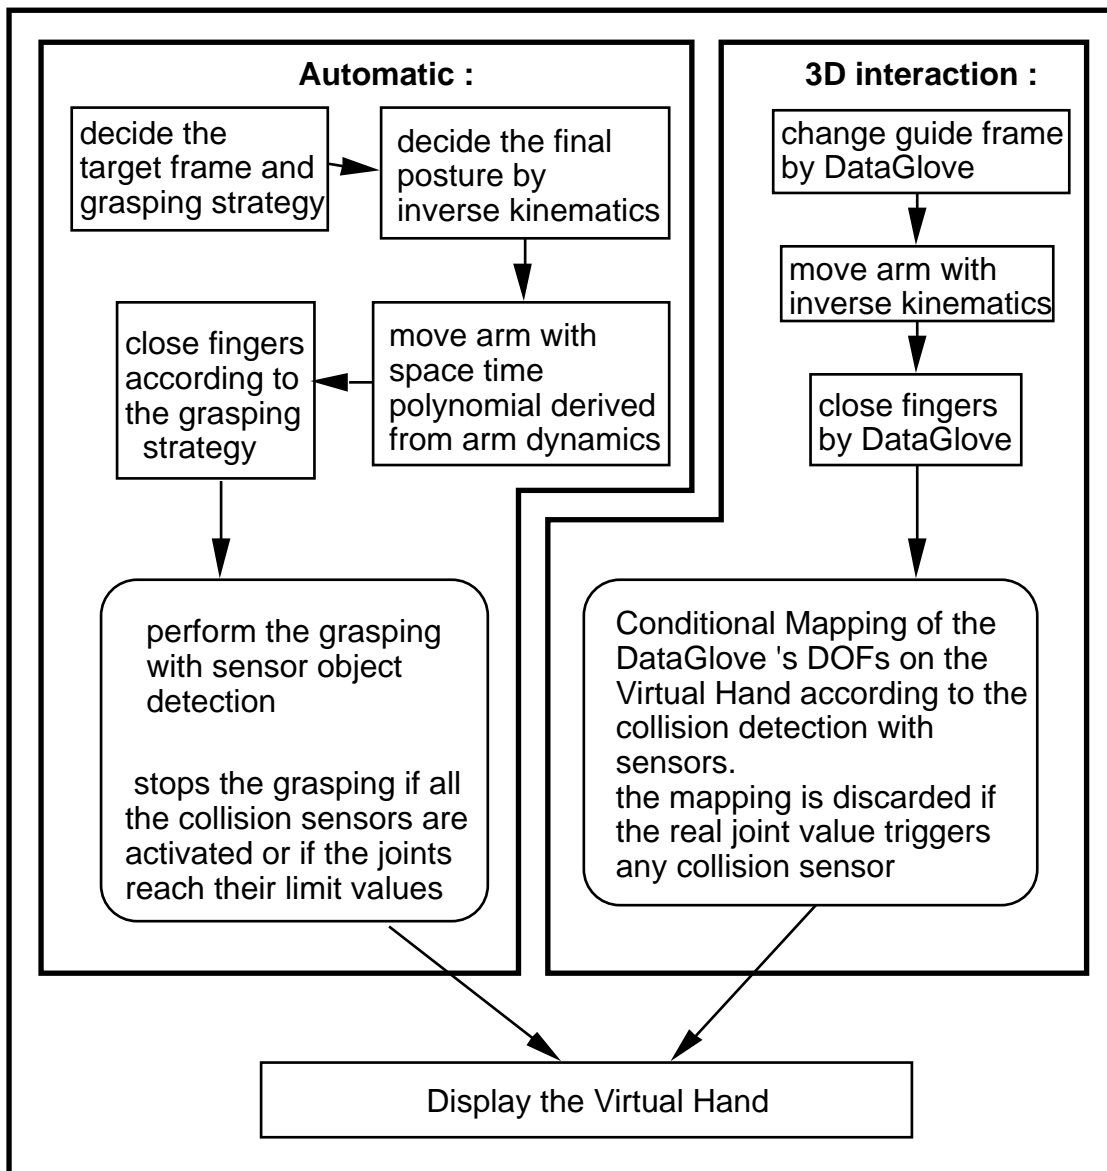 Automatic :
decide the
target frame and
grasping strategy
decide the final
posture by
inverse kinematics
move arm with
space time
polynomial derived
from arm dynamics
close fingers
according to
the grasping
strategy
perform the grasping
with sensor object
detection
stops the grasping if all
the collision sensors are
activated or if the joints
reach their limit values
3D interaction :
change guide frame
by DataGlove
move arm with
inverse kinematics
close fingers
by DataGlove
Conditional Mapping of the
DataGlove 's DOFs on the
Virtual Hand according to the
collision detection with
sensors.
the mapping is discarded if
the real joint value triggers
any collision sensor
Display the Virtual Hand